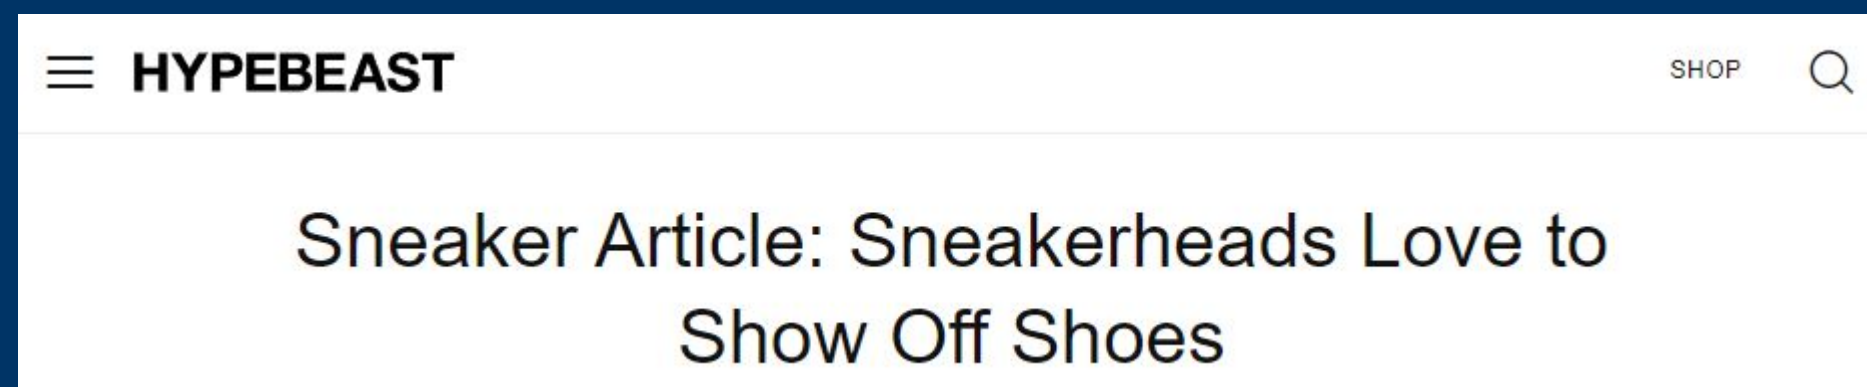 HYPEBEAST SHOP
Sneaker Article: Sneakerheads Love to
Show Off Shoes